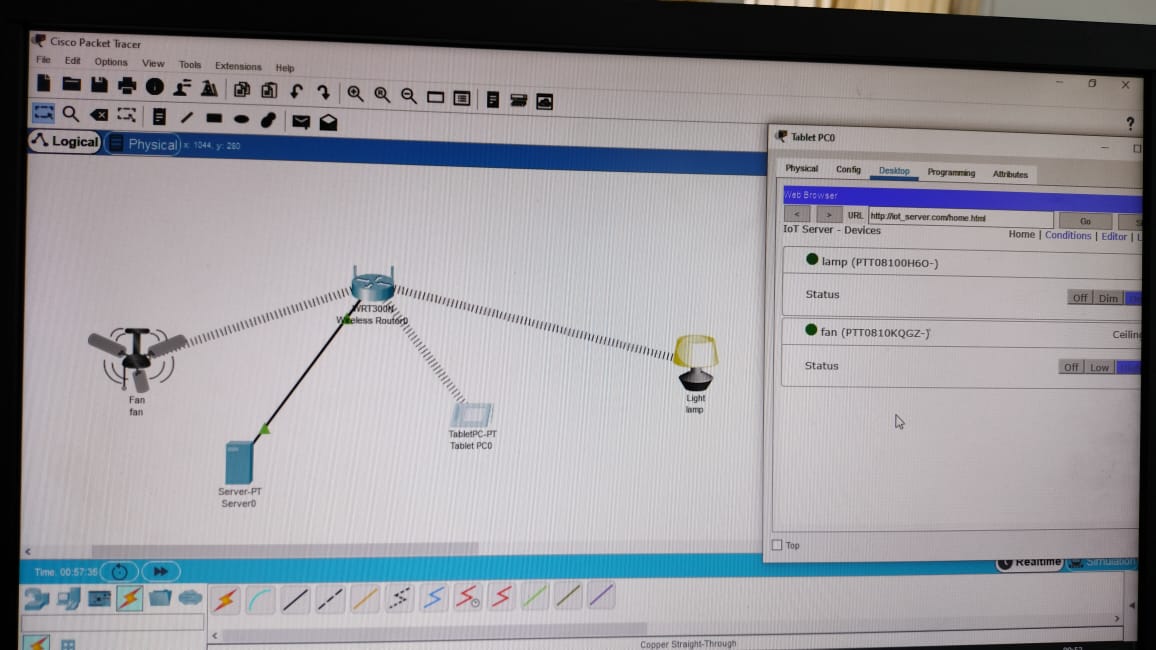 Cisco Packet Tracer
File Edit Options View Tools Extensions Help
?
Logical Physical x: 1044, y: 280
Tablet PC0
Physical Config Desktop Programming Attributes
Web Browser
< > URL http://iot_server.com/home.html Go
IoT Server - Devices
Home | Conditions | Editor |
lamp (PTT08100H6O-)
Status Off Dim
fan (PTT0810KQGZ-)
Status Off Low
Top
WRT300N
Wireless Router0
Fan
fan
Light
lamp
TabletPC-PT
Tablet PC0
Server-PT
Server0
Time: 00:57:35
Realtime Simulation
Copper Straight-Through